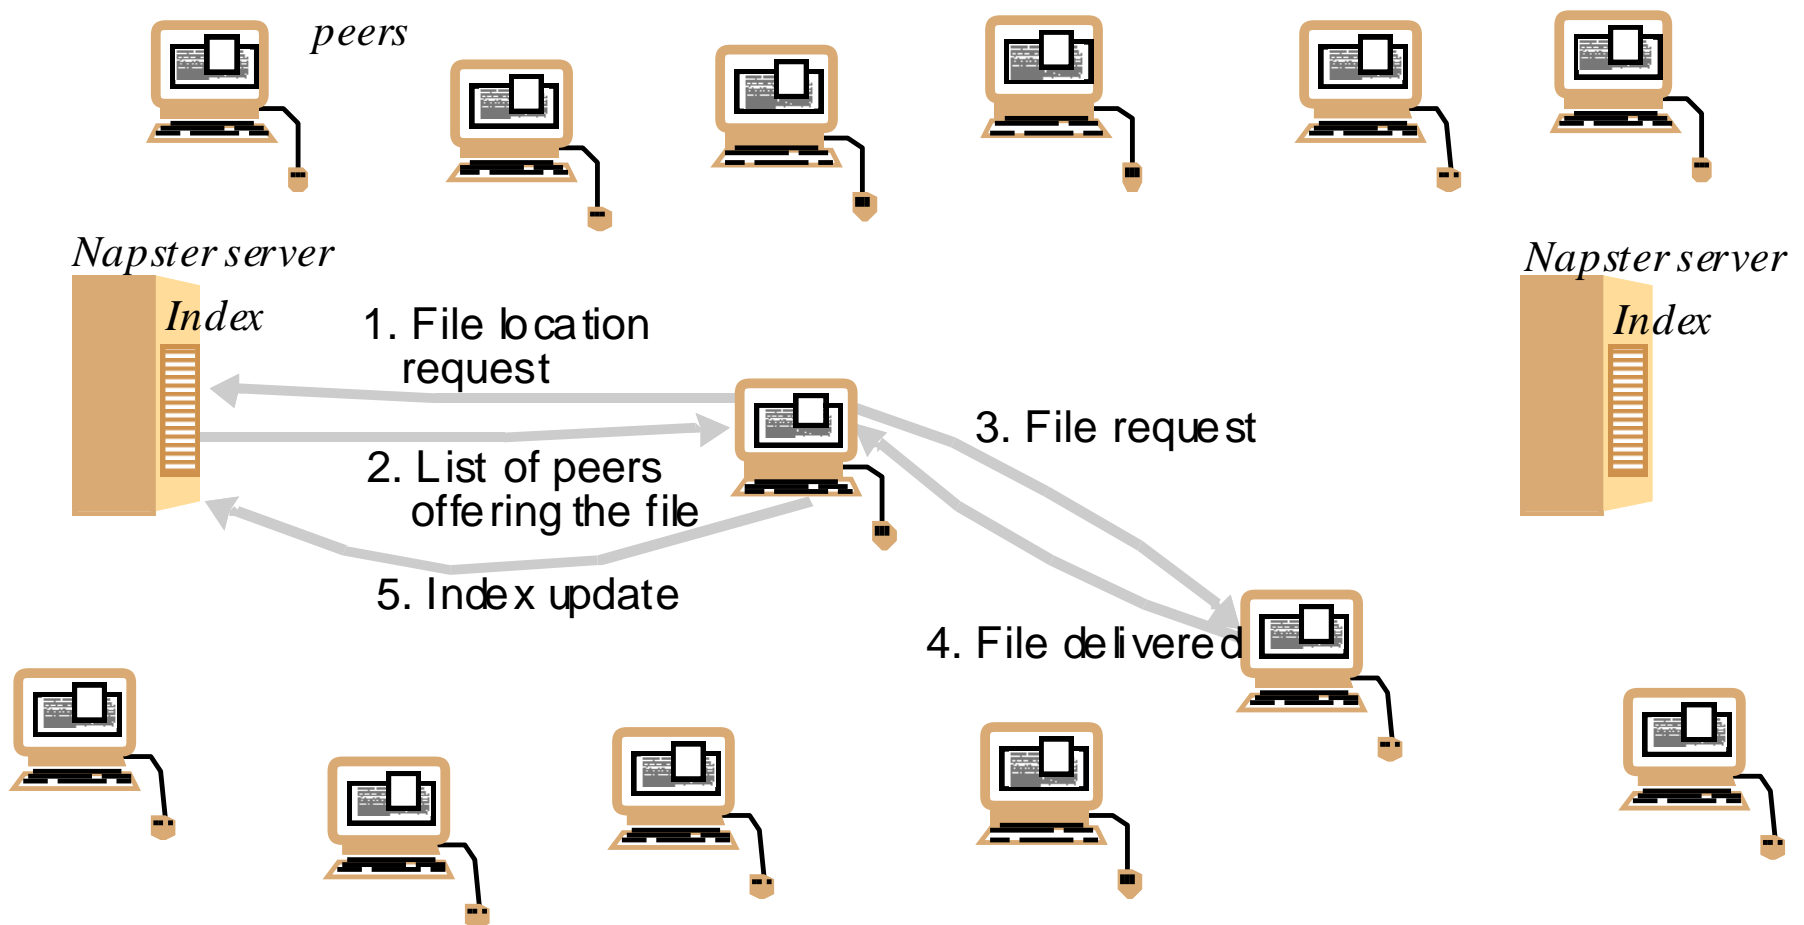 peers
Napster server
Index
Napster server
Index
1. File location
request
2. List of peers
offering the file
3. File request
4. File delivered
5. Index update